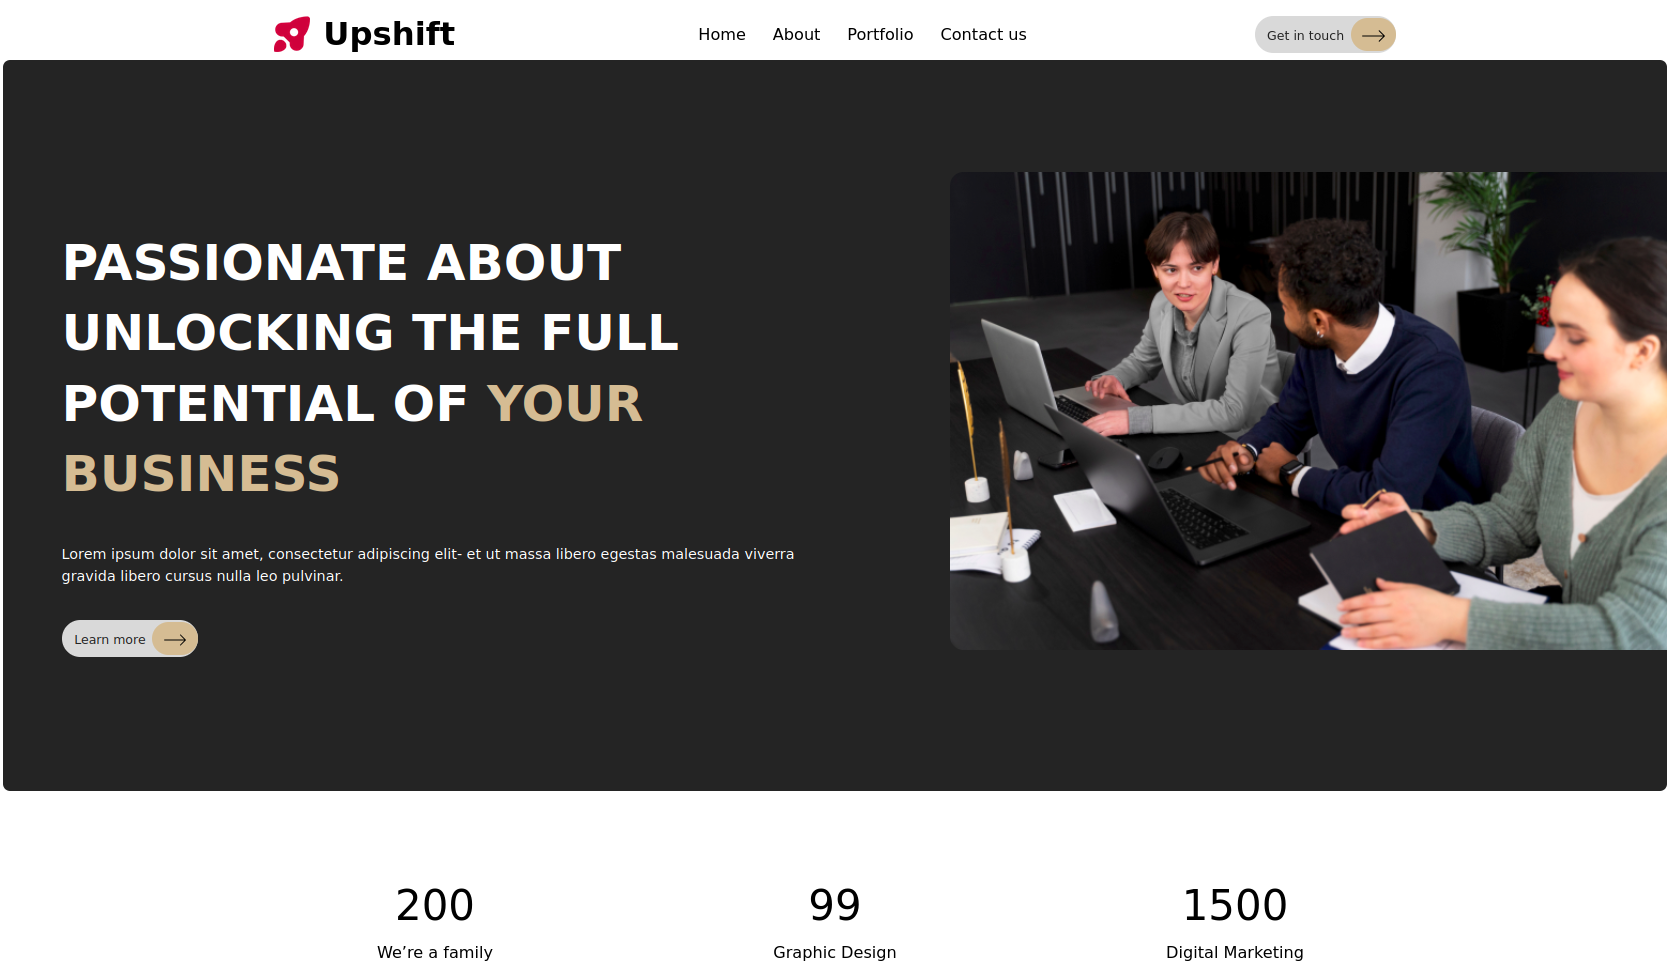 Upshift
Home About Portfolio Contact us
Get in touch
PASSIONATE ABOUT
UNLOCKING THE FULL
POTENTIAL OF YOUR
BUSINESS
Lorem ipsum dolor sit amet, consectetur adipiscing elit- et ut massa libero egestas malesuada viverra
gravida libero cursus nulla leo pulvinar.
Learn more
200
We’re a family
99
Graphic Design
1500
Digital Marketing